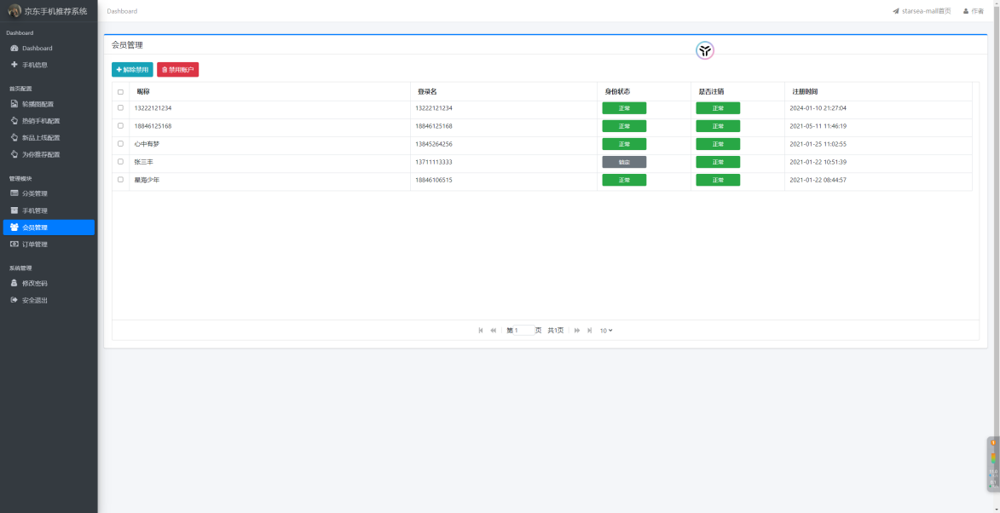 京东手机推荐系统
Dashboard
starsea-mall首页
作者
Dashboard
Dashboard
手机信息
首页配置
轮播图配置
热销手机配置
新品上线配置
为你推荐配置
管理模块
分类管理
手机管理
会员管理
订单管理
系统管理
修改密码
安全退出
会员管理
解除禁用
禁用账户
昵称 登录名 身份状态 是否注销 注册时间
13222121234 13222121234 正常 正常 2024-01-10 21:27:04
18846125168 18846125168 正常 正常 2021-05-11 11:46:19
心中有梦 13845264256 正常 正常 2021-01-25 11:02:55
张三丰 13711113333 锁定 正常 2021-01-22 10:51:39
星海少年 18846106515 正常 正常 2021-01-22 08:44:57
第 1 页 共1页 10